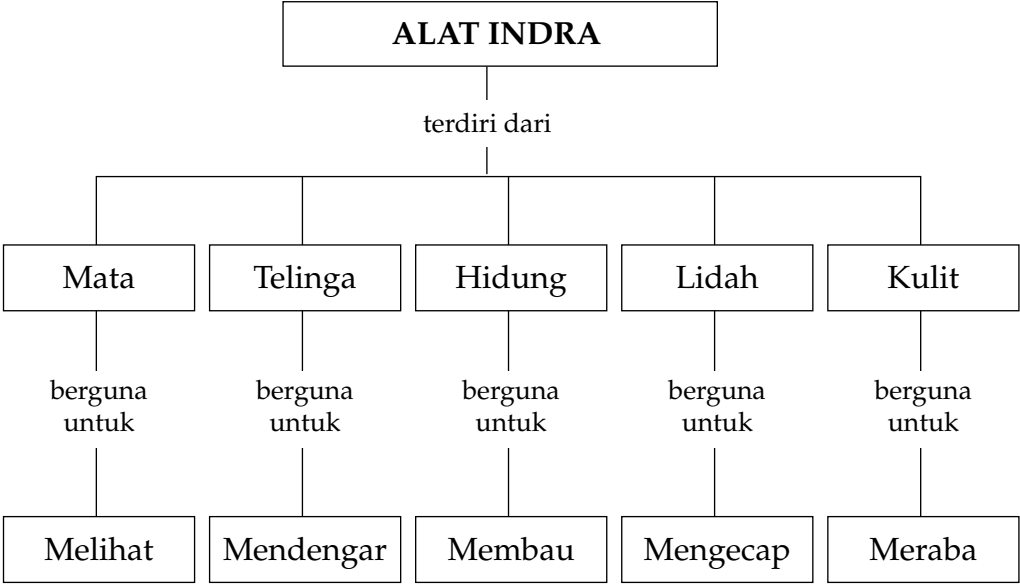 ALAT INDRA
terdiri dari
Mata
Telinga
Hidung
Lidah
Kulit
berguna
untuk
berguna
untuk
berguna
untuk
berguna
untuk
berguna
untuk
Melihat
Mendengar
Membau
Mengecap
Meraba